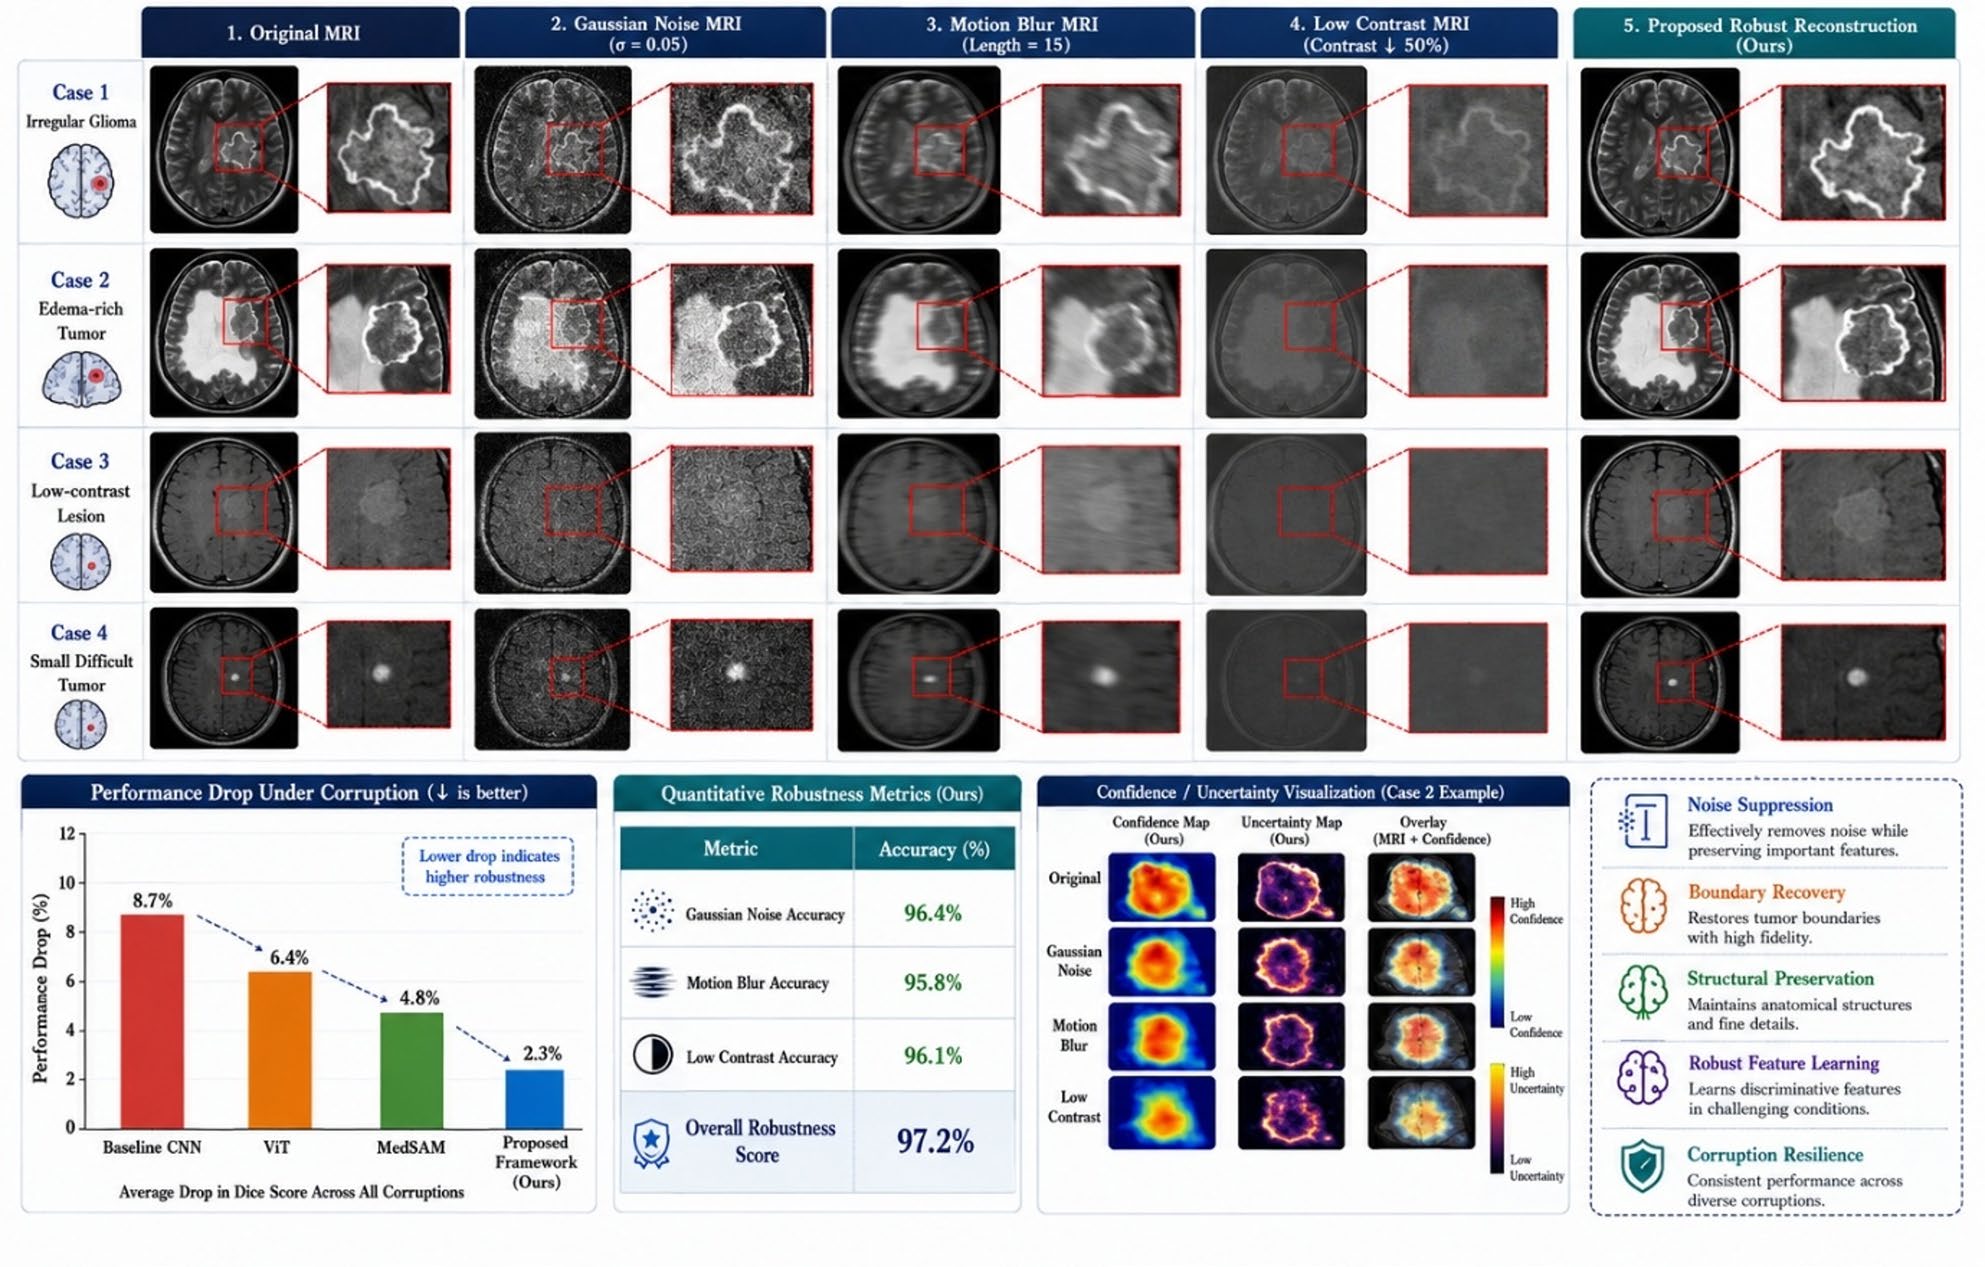 1. Original MRI
2. Gaussian Noise MRI
(σ = 0.05)
3. Motion Blur MRI
(Length = 15)
4. Low Contrast MRI
(Contrast ↓ 50%)
5. Proposed Robust Reconstruction
(Ours)
Case 1
Irregular Glioma
Case 2
Edema-rich
Tumor
Case 3
Low-contrast
Lesion
Case 4
Small Difficult
Tumor
Performance Drop Under Corruption (↓ is better)
Performance Drop (%)
12
10
8
6
4
2
0
Lower drop indicates
higher robustness
8.7%
6.4%
4.8%
2.3%
Baseline CNN
ViT
MedSAM
Proposed
Framework
(Ours)
Average Drop in Dice Score Across All Corruptions
Quantitative Robustness Metrics (Ours)
Metric
Accuracy (%)
Gaussian Noise Accuracy
96.4%
Motion Blur Accuracy
95.8%
Low Contrast Accuracy
96.1%
Overall Robustness
Score
97.2%
Confidence / Uncertainty Visualization (Case 2 Example)
Confidence Map
(Ours)
Uncertainty Map
(Ours)
Overlay
(MRI + Confidence)
Original
Gaussian
Noise
Motion
Blur
Low
Contrast
High
Confidence
Low
Confidence
High
Uncertainty
Low
Uncertainty
Noise Suppression
Effectively removes noise while
preserving important features.
Boundary Recovery
Restores tumor boundaries
with high fidelity.
Structural Preservation
Maintains anatomical structures
and fine details.
Robust Feature Learning
Learns discriminative features
in challenging conditions.
Corruption Resilience
Consistent performance across
diverse corruptions.